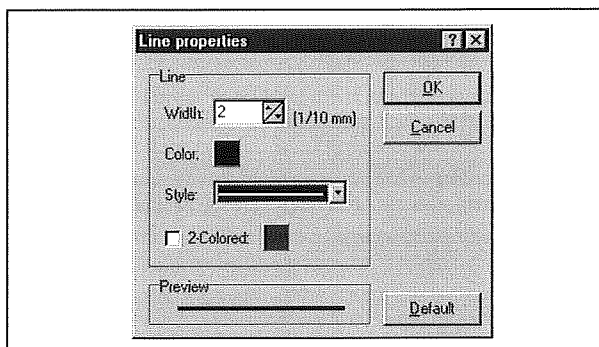 Line properties
Line
Width: 2 (1/10 mm)
Color:
Style:
2-Colored:
Preview
OK
Cancel
Default